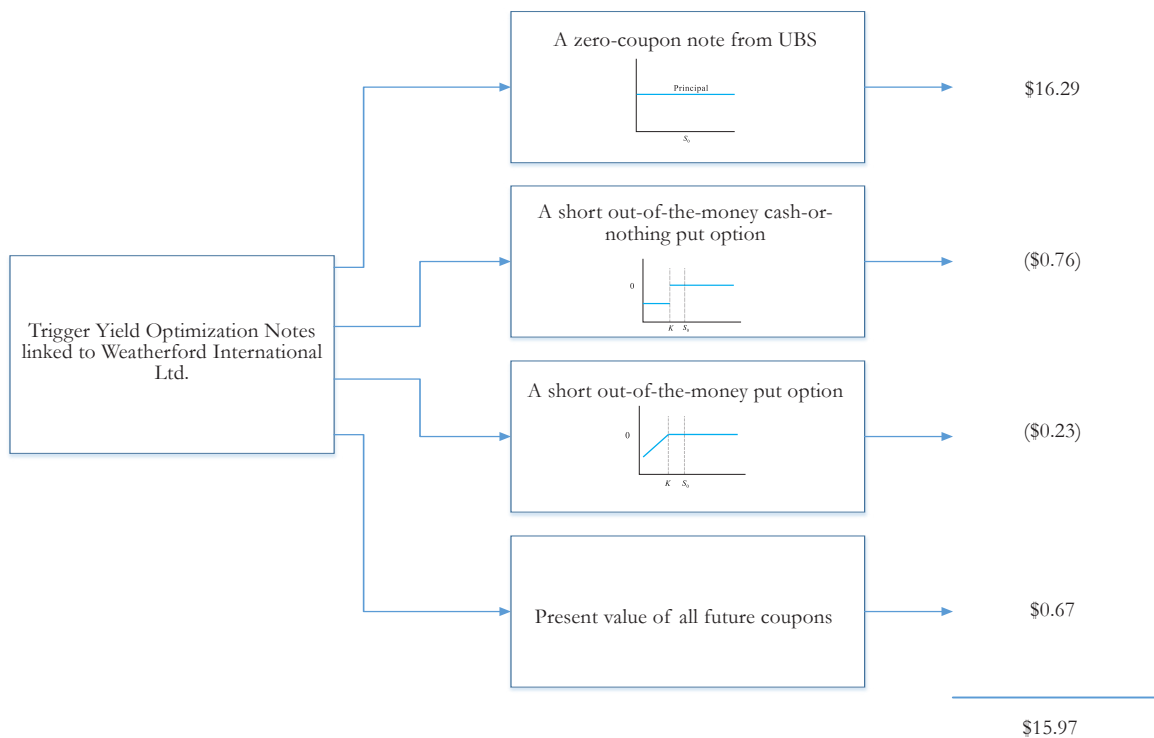 A zero-coupon note from UBS
Principal
S₀
$16.29
A short out-of-the-money cash-or-
nothing put option
0
K
S₀
($0.76)
Trigger Yield Optimization Notes
linked to Weatherford International
Ltd.
A short out-of-the-money put option
0
K
S₀
($0.23)
Present value of all future coupons
$0.67
$15.97